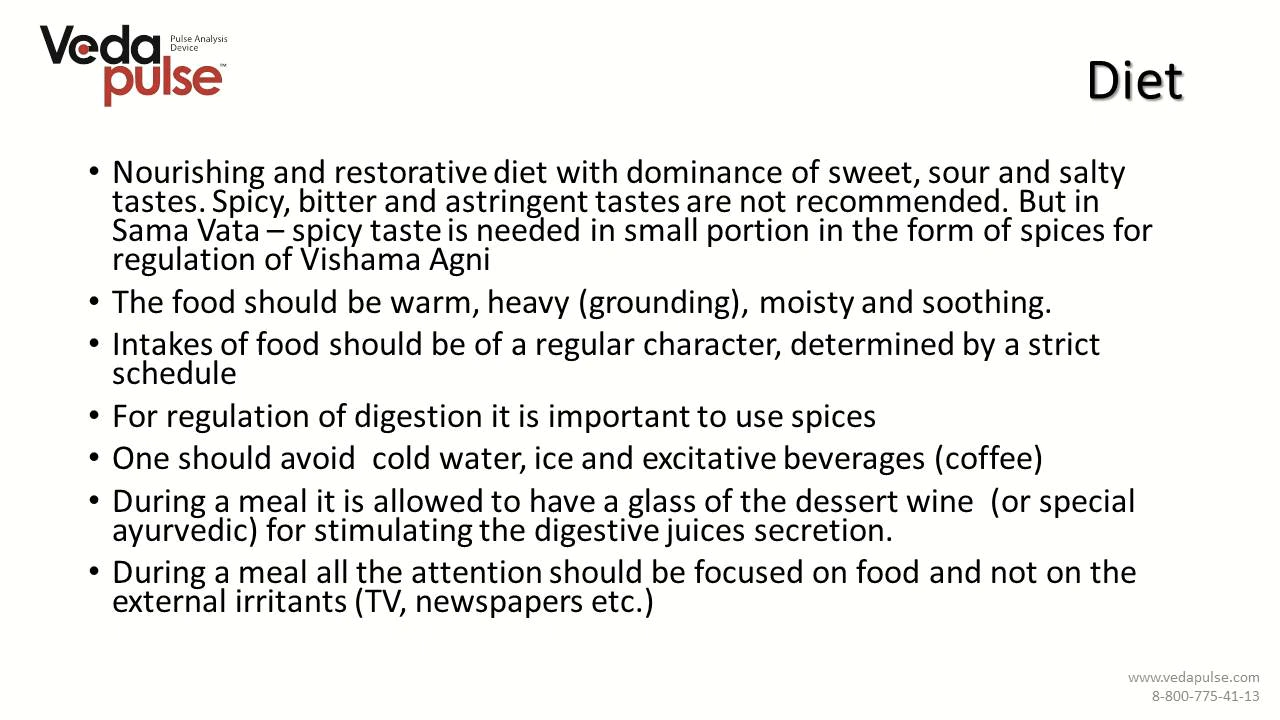 Veda
pulse™
Pulse Analysis
Device
Diet
• Nourishing and restorative diet with dominance of sweet, sour and salty
tastes. Spicy, bitter and astringent tastes are not recommended. But in
Sama Vata – spicy taste is needed in small portion in the form of spices for
regulation of Vishama Agni
• The food should be warm, heavy (grounding), moisty and soothing.
• Intakes of food should be of a regular character, determined by a strict
schedule
• For regulation of digestion it is important to use spices
• One should avoid  cold water, ice and excitative beverages (coffee)
• During a meal it is allowed to have a glass of the dessert wine  (or special
ayurvedic) for stimulating the digestive juices secretion.
• During a meal all the attention should be focused on food and not on the
external irritants (TV, newspapers etc.)
www.vedapulse.com
8-800-775-41-13